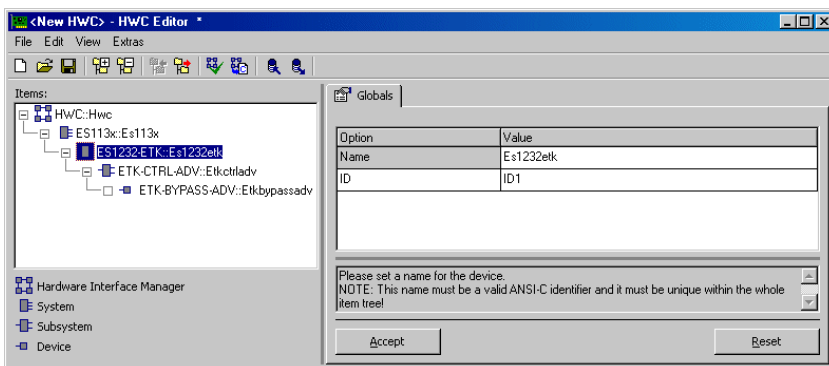 <New HWC> - HWC Editor *
File Edit View Extras
Items:
HWC::Hwc
ES113x::Es113x
ES1232-ETK::Es1232etk
ETK-CTRL-ADV::Etkctrladv
ETK-BYPASS-ADV::Etkbypassadv
Hardware Interface Manager
System
Subsystem
Device
Globals
Option Value
Name Es1232etk
ID ID1
Please set a name for the device.
NOTE: This name must be a valid ANSI-C identifier and it must be unique within the whole
item tree!
Accept Reset